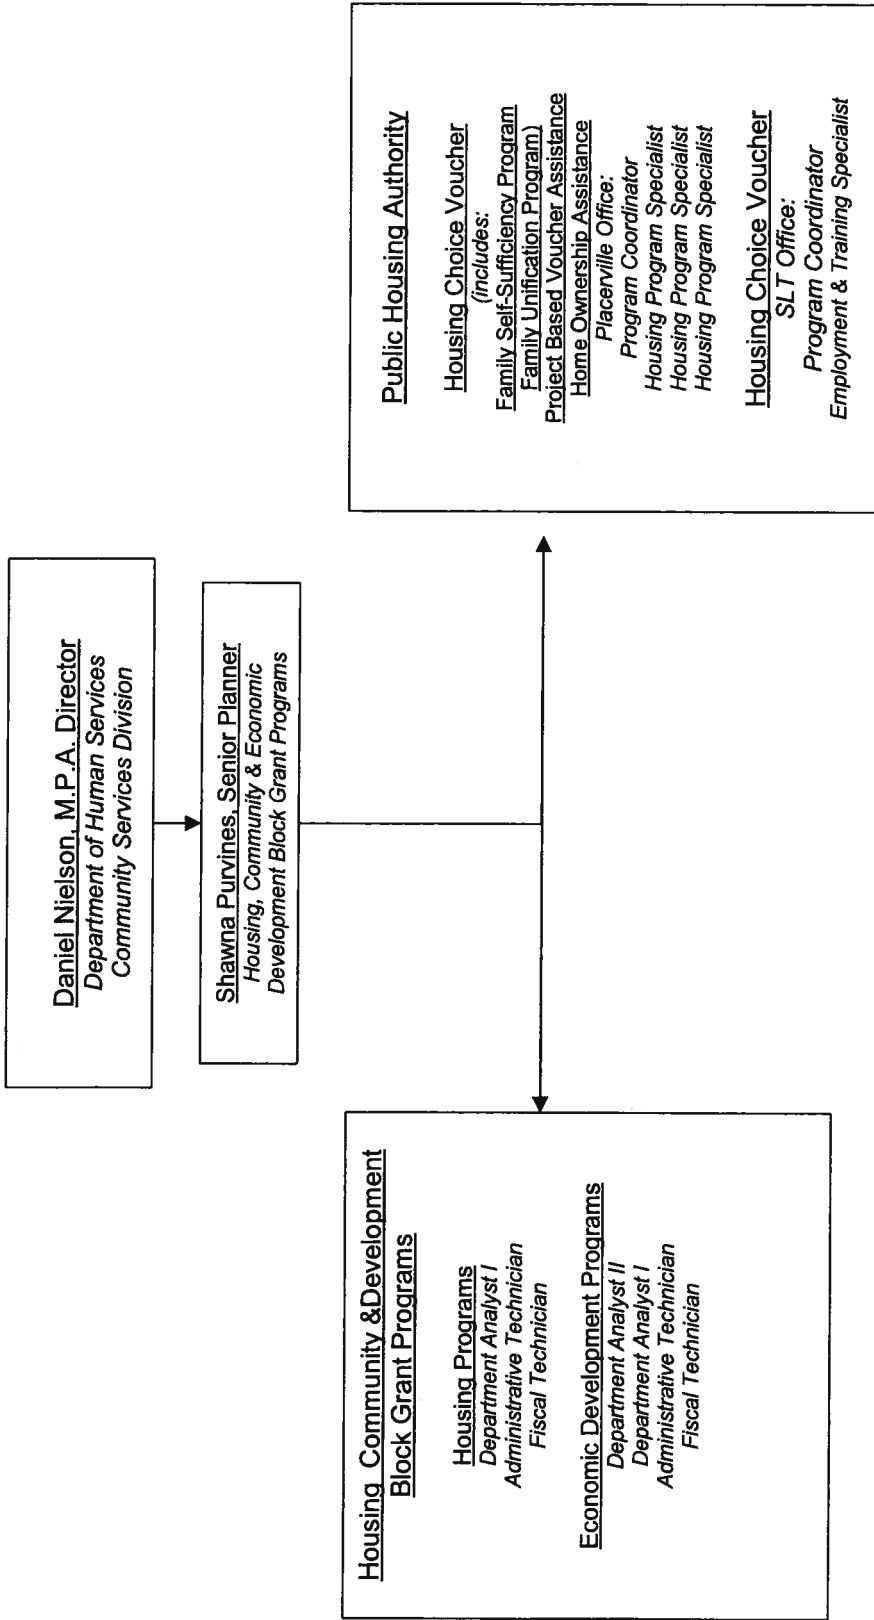 Daniel Nielson, M.P.A. Director
Department of Human Services
Community Services Division
Shawna Purvines, Senior Planner
Housing, Community & Economic
Development Block Grant Programs
Housing Community &Development
Block Grant Programs
Housing Programs
Department Analyst I
Administrative Technician
Fiscal Technician
Economic Development Programs
Department Analyst II
Department Analyst I
Administrative Technician
Fiscal Technician
Public Housing Authority
Housing Choice Voucher
(includes:
Family Self-Sufficiency Program
Family Unification Program)
Project Based Voucher Assistance
Home Ownership Assistance
Placerville Office:
Program Coordinator
Housing Program Specialist
Housing Program Specialist
Housing Program Specialist
Housing Choice Voucher
SLT Office:
Program Coordinator
Employment & Training Specialist